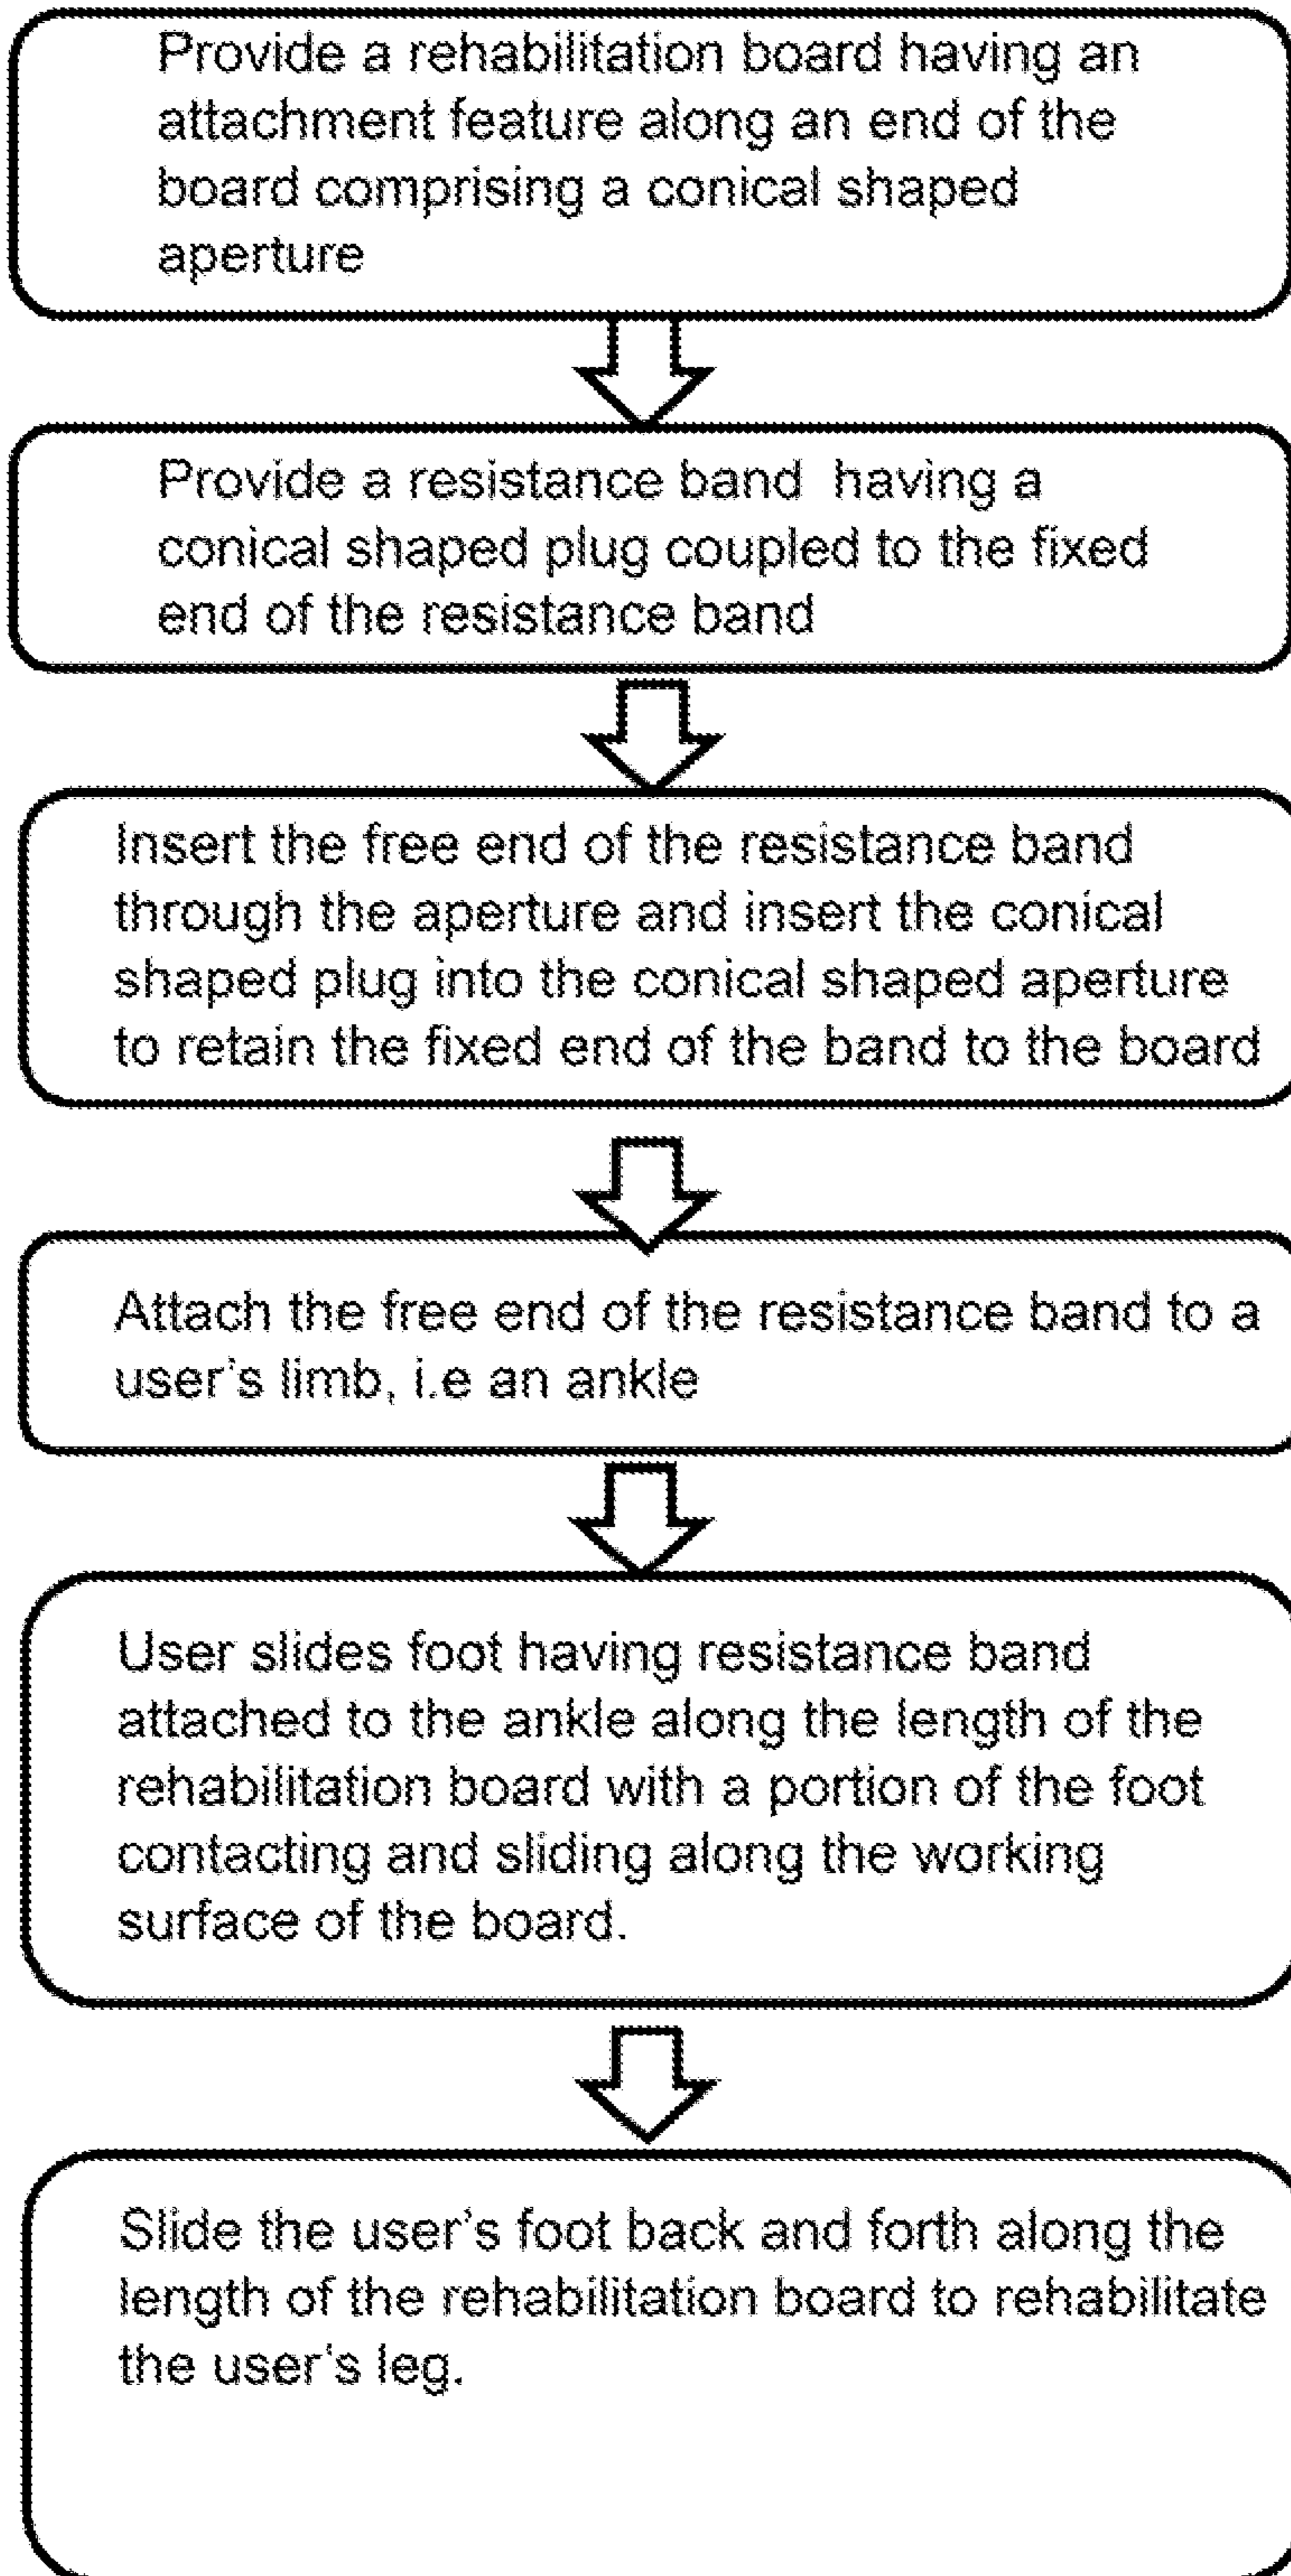 Provide a rehabilitation board having an
attachment feature along an end of the
board comprising a conical shaped
aperture
Provide a resistance band  having a
conical shaped plug coupled to the fixed
end of the resistance band
Insert the free end of the resistance band
through the aperture and insert the conical
shaped plug into the conical shaped aperture
to retain the fixed end of the band to the board
Attach the free end of the resistance band to a
user's limb, i.e an ankle
User slides foot having resistance band
attached to the ankle along the length of the
rehabilitation board with a portion of the foot
contacting and sliding along the working
surface of the board.
Slide the user's foot back and forth along the
length of the rehabilitation board to rehabilitate
the user's leg.